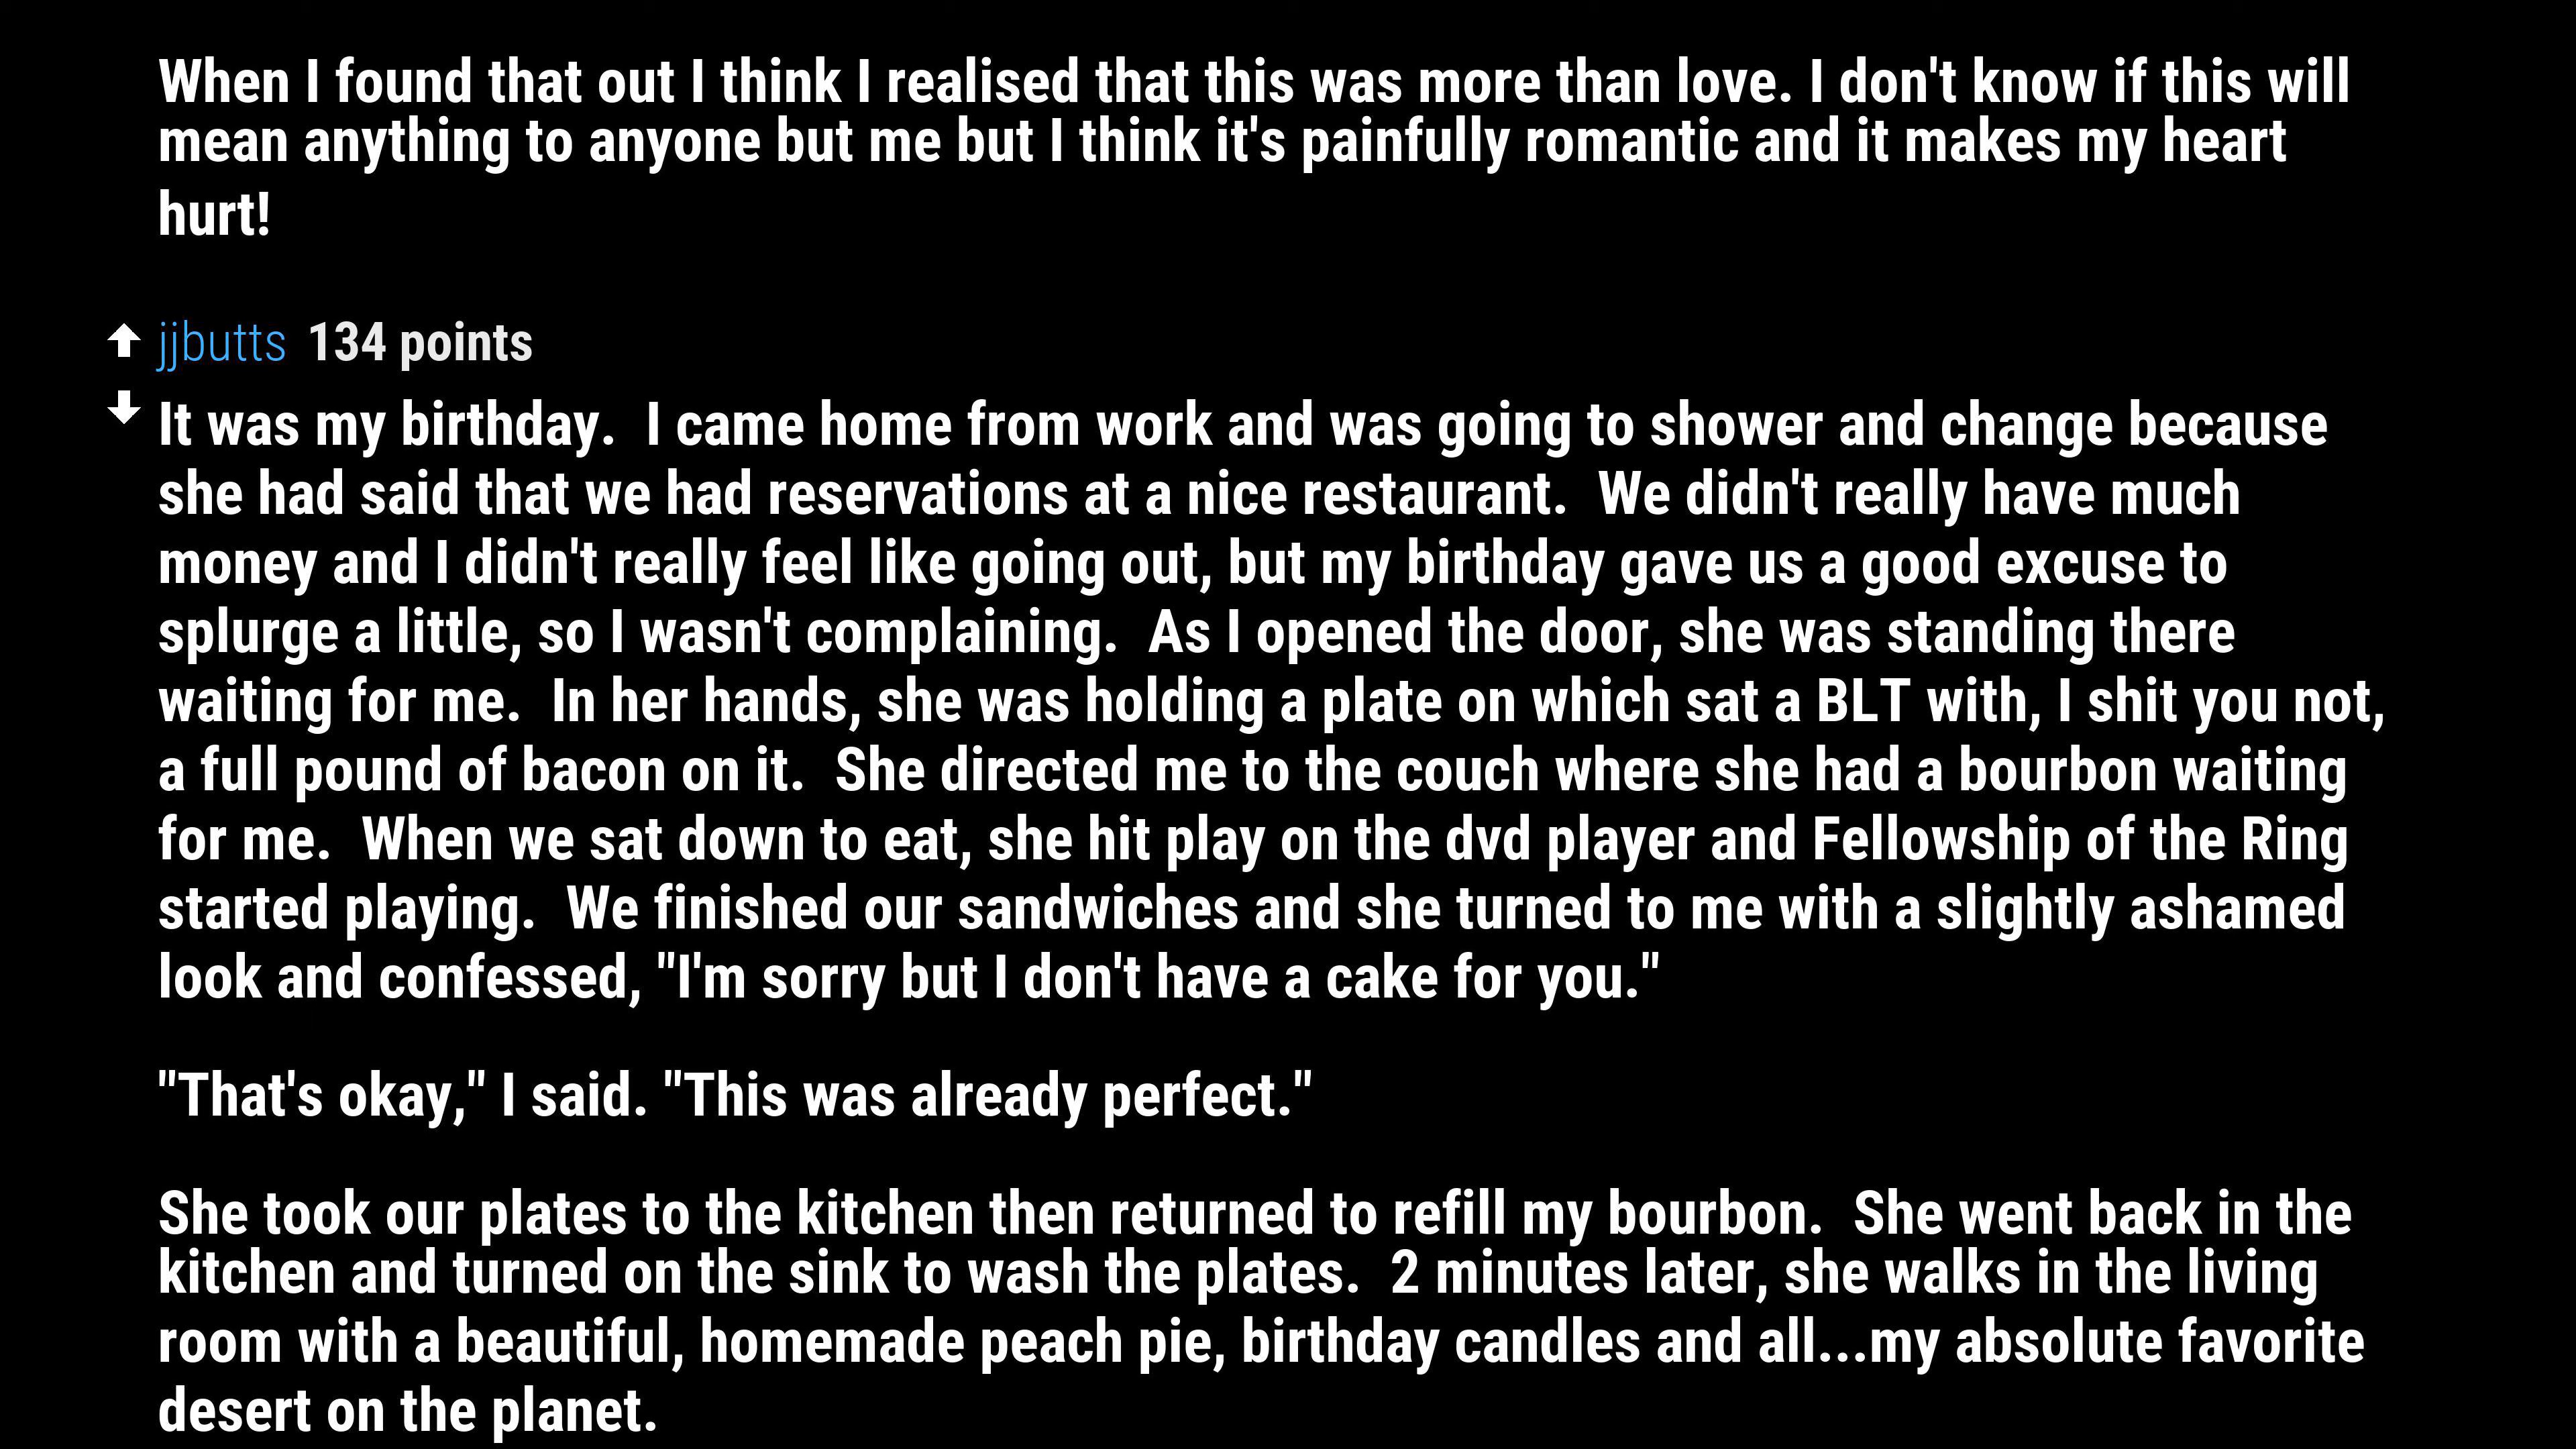 When I found that out I think I realised that this was more than love. I don't know if this will
mean anything to anyone but me but I think it's painfully romantic and it makes my heart
hurt!
jjbutts 134 points
It was my birthday.  I came home from work and was going to shower and change because
she had said that we had reservations at a nice restaurant.  We didn't really have much
money and I didn't really feel like going out, but my birthday gave us a good excuse to
splurge a little, so I wasn't complaining.  As I opened the door, she was standing there
waiting for me.  In her hands, she was holding a plate on which sat a BLT with, I shit you not,
a full pound of bacon on it.  She directed me to the couch where she had a bourbon waiting
for me.  When we sat down to eat, she hit play on the dvd player and Fellowship of the Ring
started playing.  We finished our sandwiches and she turned to me with a slightly ashamed
look and confessed, "I'm sorry but I don't have a cake for you."
"That's okay," I said. "This was already perfect."
She took our plates to the kitchen then returned to refill my bourbon.  She went back in the
kitchen and turned on the sink to wash the plates.  2 minutes later, she walks in the living
room with a beautiful, homemade peach pie, birthday candles and all...my absolute favorite
desert on the planet.